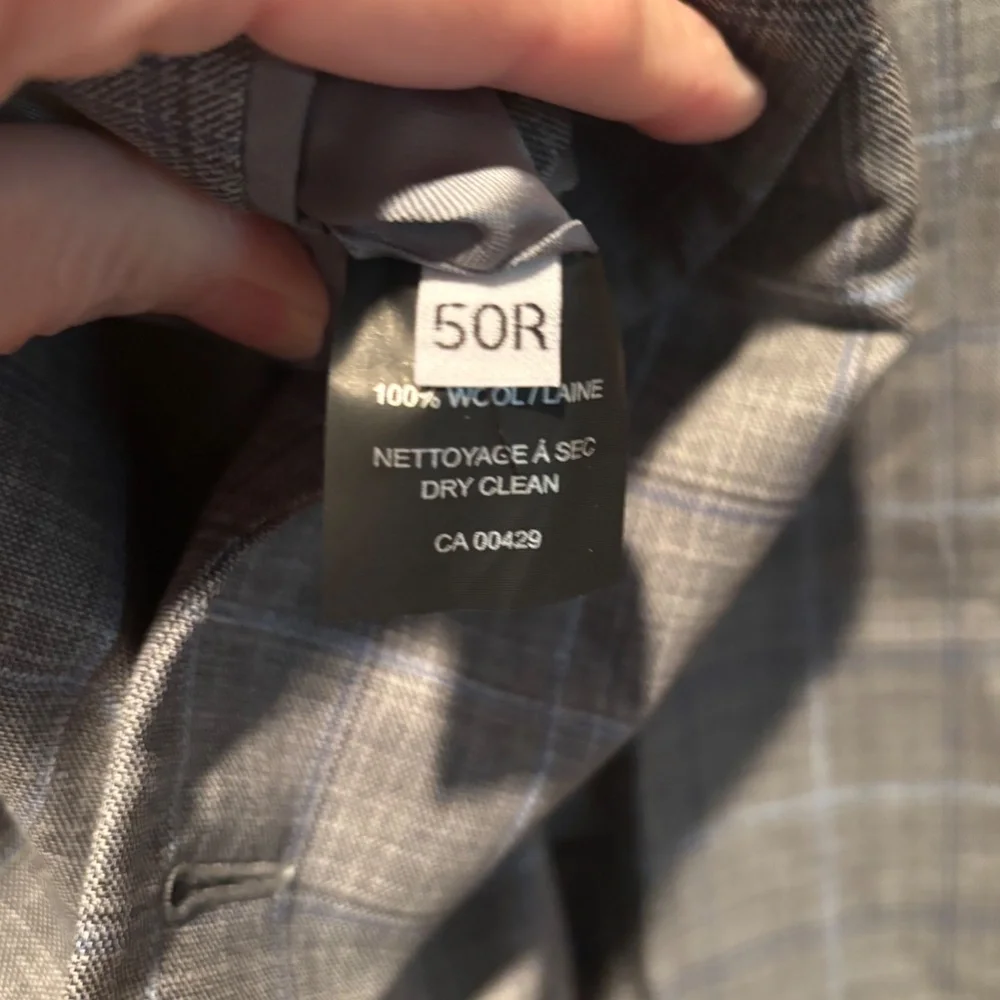 50R
100% WOOL / LAINE
NETTOYAGE À SEC
DRY CLEAN
CA 00429